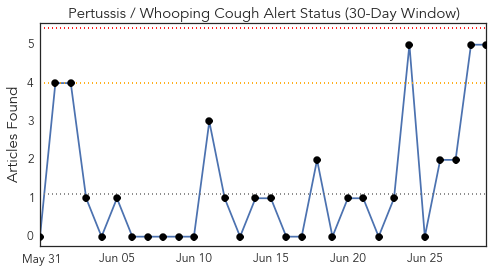 Pertussis / Whooping Cough Alert Status (30-Day Window)
Articles Found
5
4
3
2
1
0
May 31
Jun 05
Jun 10
Jun 15
Jun 20
Jun 25